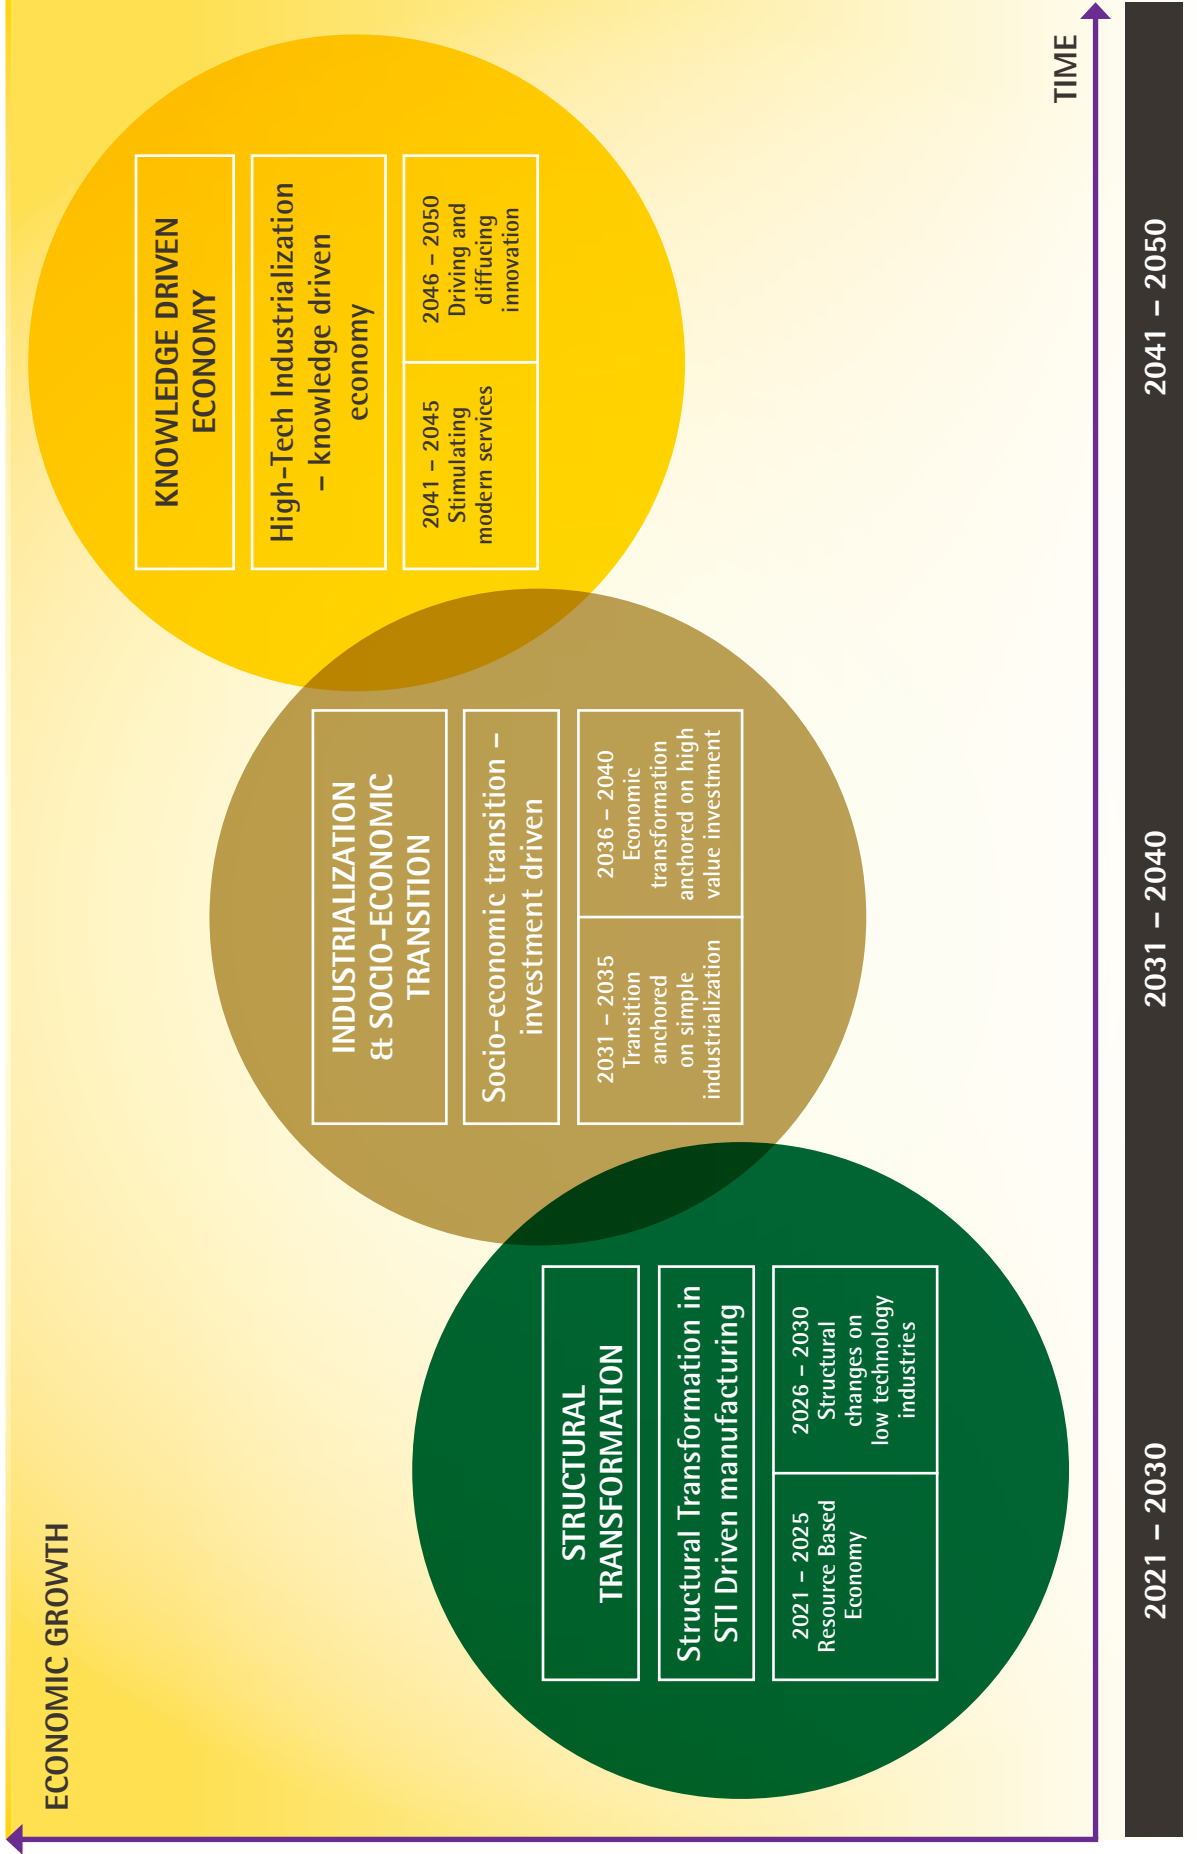 ECONOMIC GROWTH
STRUCTURAL
TRANSFORMATION
Structural Transformation in
STI Driven manufacturing
2021 – 2025
Resource Based
Economy
2026 – 2030
Structural
changes on
low technology
industries
INDUSTRIALIZATION
& SOCIO-ECONOMIC
TRANSITION
Socio-economic transition –
investment driven
2031 – 2035
Transition
anchored
on simple
industrialization
2036 – 2040
Economic
transformation
anchored on high
value investment
KNOWLEDGE DRIVEN
ECONOMY
High-Tech Industrialization
– knowledge driven
economy
2041 – 2045
Stimulating
modern services
2046 – 2050
Driving and
diffucing
innovation
TIME
2021 – 2030
2031 – 2040
2041 – 2050